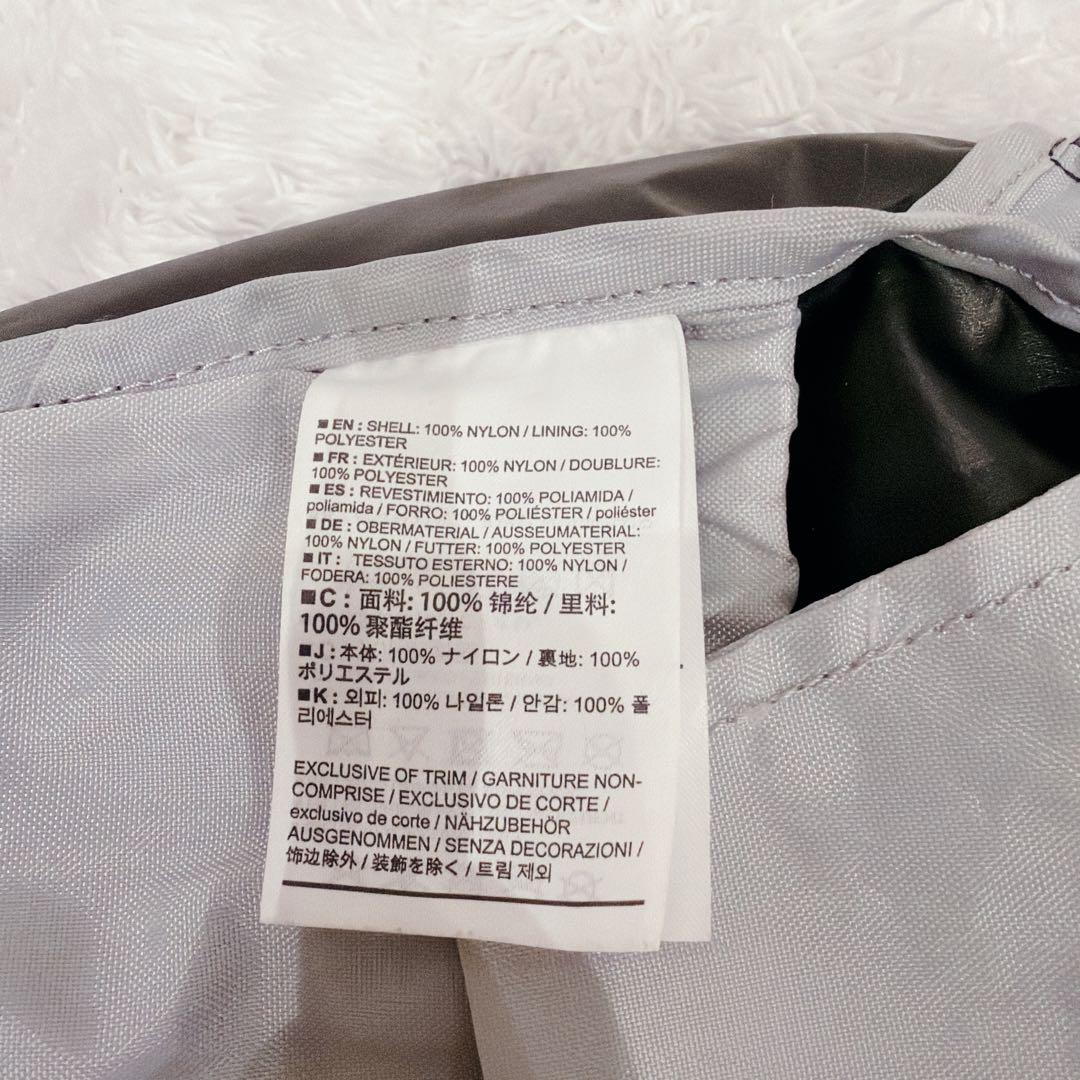 ■ EN : SHELL: 100% NYLON / LINING: 100%
POLYESTER
■ FR : EXTÉRIEUR: 100% NYLON / DOUBLURE:
100% POLYESTER
■ ES : REVESTIMIENTO: 100% POLIAMIDA /
poliamida / FORRO: 100% POLIÉSTER / poliéster
■ DE : OBERMATERIAL / AUSSEUMATERIAL:
100% NYLON / FUTTER: 100% POLYESTER
■ IT : TESSUTO ESTERNO: 100% NYLON /
FODERA: 100% POLIESTERE
■ C : 面料: 100% 锦纶 / 里料:
100% 聚酯纤维
■ J : 本体: 100% ナイロン / 裏地: 100%
ポリエステル
■ K : 외피: 100% 나일론 / 안감: 100% 폴
리에스터
EXCLUSIVE OF TRIM / GARNITURE NON-
COMPRISE / EXCLUSIVO DE CORTE /
exclusivo de corte / NÄHZUBEHÖR
AUSGENOMMEN / SENZA DECORAZIONI /
饰边除外 / 装飾を除く / 트림 제외